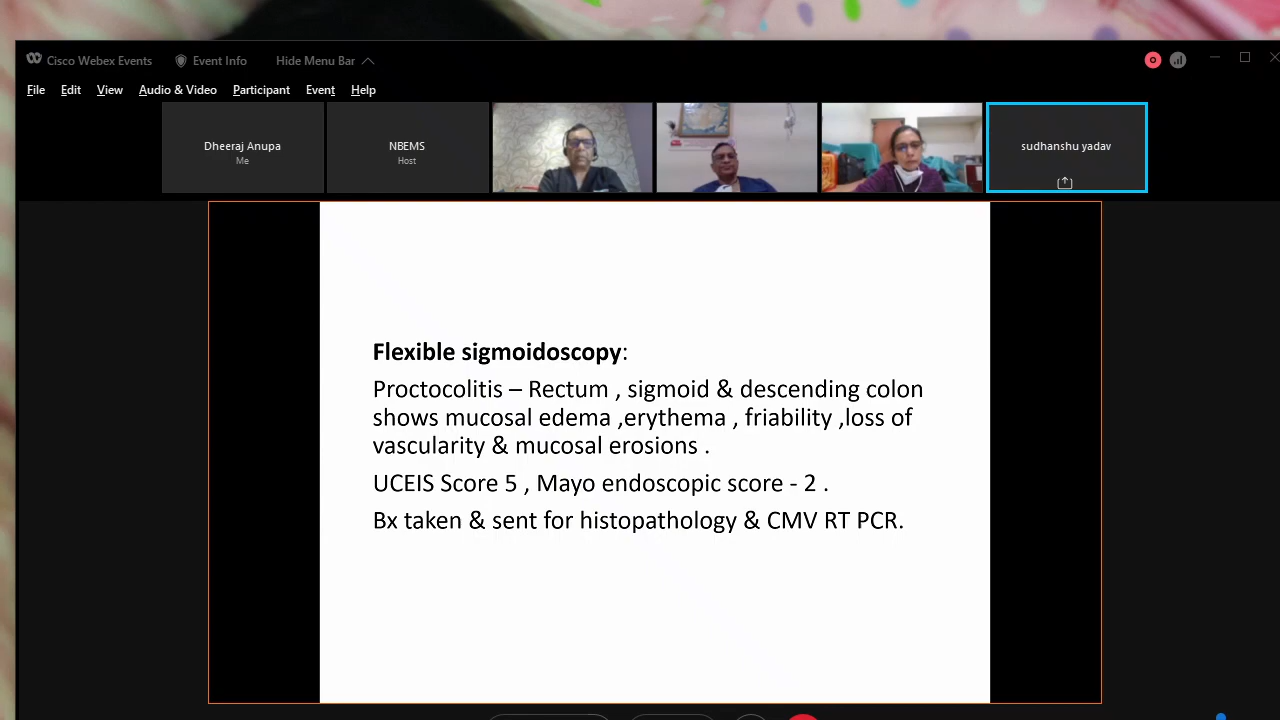 Cisco Webex Events Event Info Hide Menu Bar
File Edit View Audio & Video Participant Event Help
Dheeraj Anupa
Me
NBEMS
Host
sudhanshu yadav
Flexible sigmoidoscopy:
Proctocolitis – Rectum , sigmoid & descending colon
shows mucosal edema ,erythema , friability ,loss of
vascularity & mucosal erosions .
UCEIS Score 5 , Mayo endoscopic score - 2 .
Bx taken & sent for histopathology & CMV RT PCR.